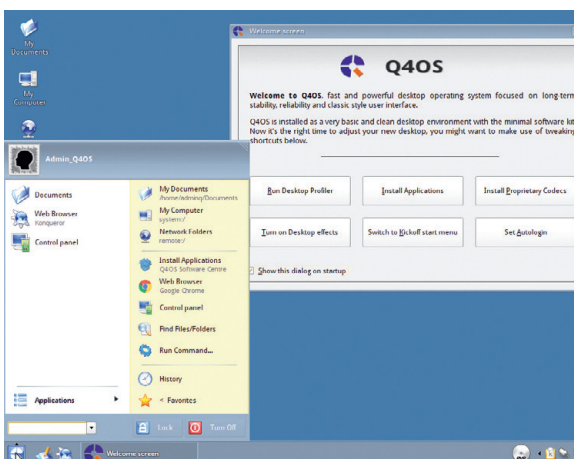 My
Documents
My
Computer
Welcome screen
Q4OS
Welcome to Q4OS, fast and powerful desktop operating system focused on long-term
stability, reliability and classic style user interface.
Q4OS is installed as a very basic and clean desktop environment with the minimal software kit
Now it's the right time to adjust your new desktop, you might want to make use of tweaking
shortcuts below.
Run Desktop Profiler
Install Applications
Install Proprietary Codecs
Turn on Desktop effects
Switch to Kickoff start menu
Set Autologin
Show this dialog on startup
Admin_Q4OS
Documents
Web Browser
Konqueror
Control panel
Applications
My Documents
/home/adminq/Documents
My Computer
system:/
Network Folders
remote:/
Install Applications
Q4OS Software Centre
Web Browser
Google Chrome
Control panel
Find Files/Folders
Run Command...
History
< Favorites
Lock
Turn Off
Welcome screen